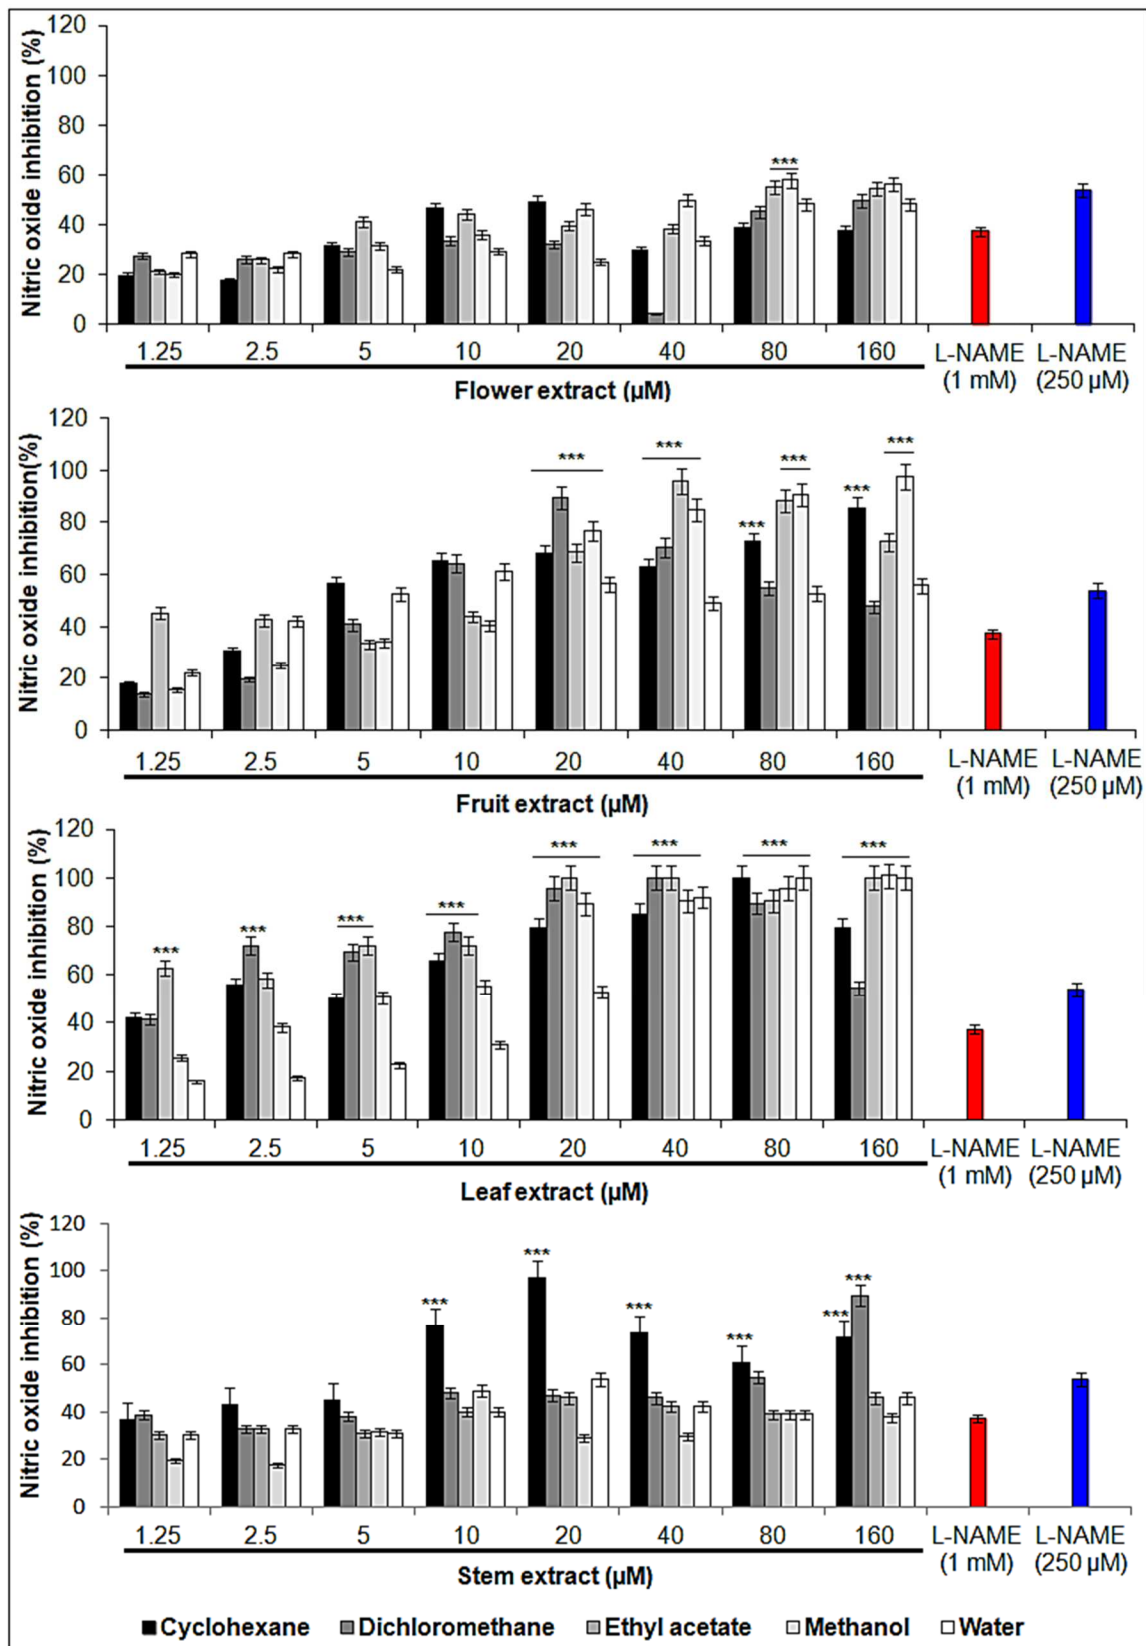 Nitric oxide inhibition (%)
120
100
80
60
40
20
0
***
1.25 2.5 5 10 20 40 80 160
L-NAME (1 mM)
L-NAME (250 µM)
Flower extract (µM)
Nitric oxide inhibition(%)
120
100
80
60
40
20
0
*** *** *** *** *** ***
1.25 2.5 5 10 20 40 80 160
L-NAME (1 mM)
L-NAME (250 µM)
Fruit extract (µM)
Nitric oxide inhibition (%)
120
100
80
60
40
20
0
*** *** *** *** *** *** *** ***
1.25 2.5 5 10 20 40 80 160
L-NAME (1 mM)
L-NAME (250 µM)
Leaf extract (µM)
Nitric oxide inhibition (%)
120
100
80
60
40
20
0
*** *** *** *** *** ***
1.25 2.5 5 10 20 40 80 160
L-NAME (1 mM)
L-NAME (250 µM)
Stem extract (µM)
Cyclohexane Dichloromethane Ethyl acetate Methanol Water